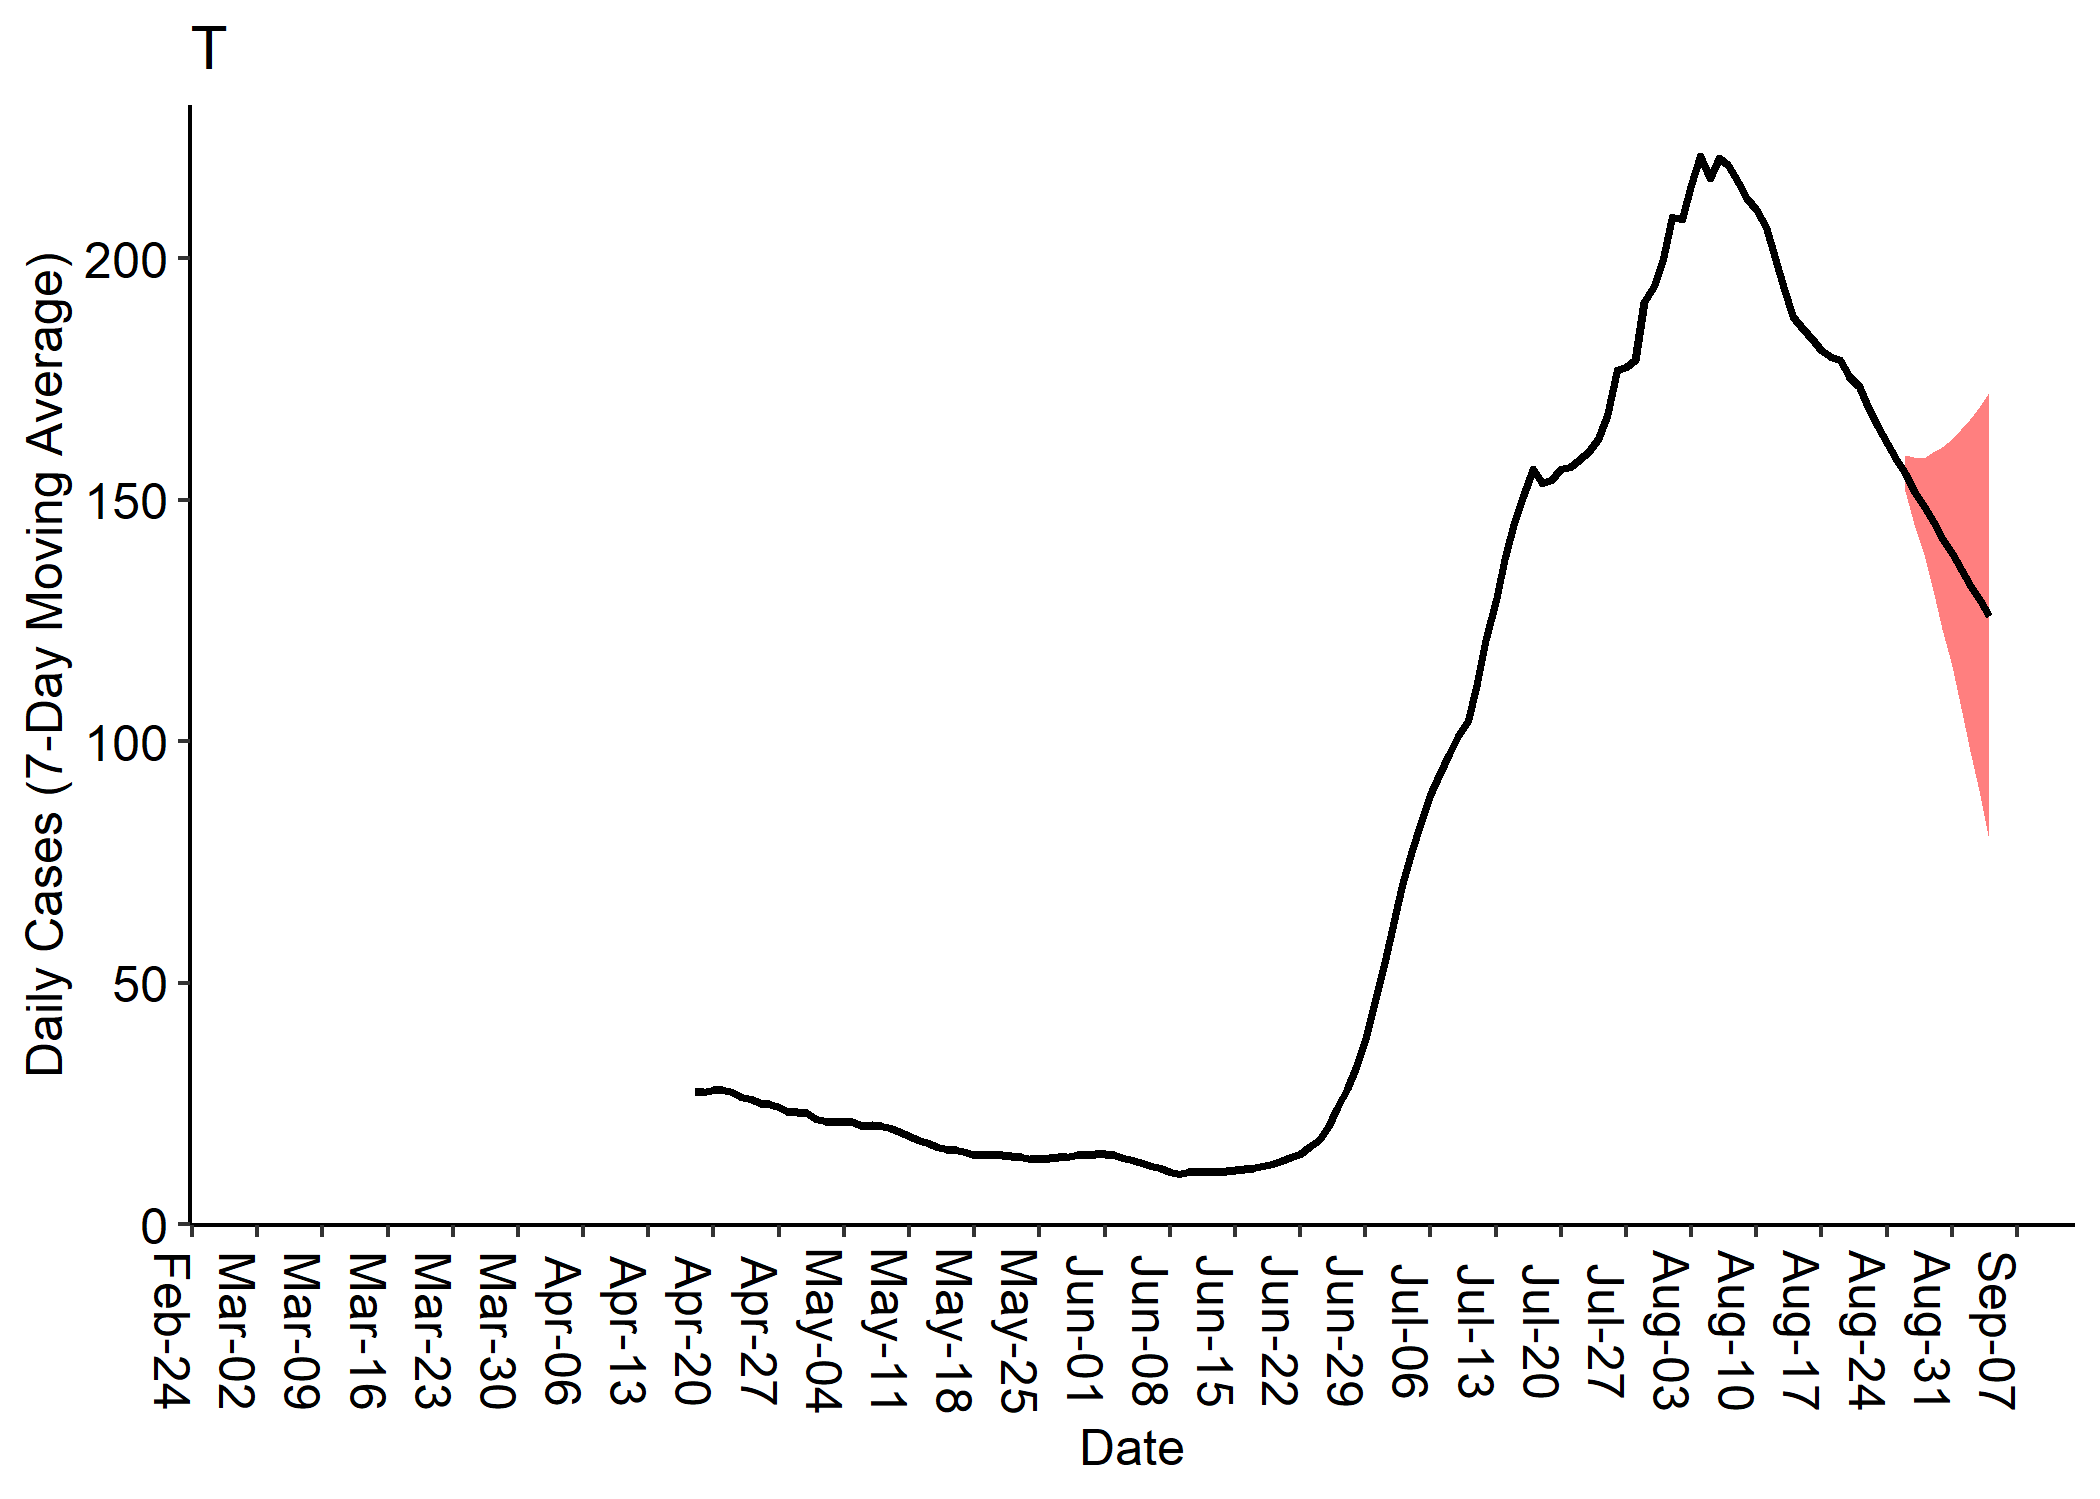 T
Daily Cases (7-Day Moving Average)
200
150
100
50
0
Feb-24
Mar-02
Mar-09
Mar-16
Mar-23
Mar-30
Apr-06
Apr-13
Apr-20
Apr-27
May-04
May-11
May-18
May-25
Jun-01
Jun-08
Jun-15
Jun-22
Jun-29
Jul-06
Jul-13
Jul-20
Jul-27
Aug-03
Aug-10
Aug-17
Aug-24
Aug-31
Sep-07
Date